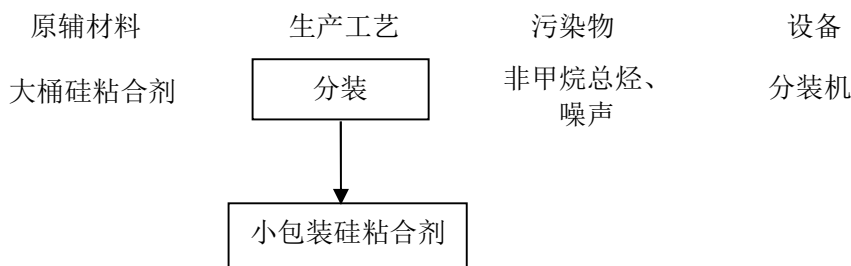 原辅材料 生产工艺 污染物 设备
大桶硅粘合剂 分装 非甲烷总烃、 分装机
噪声
小包装硅粘合剂